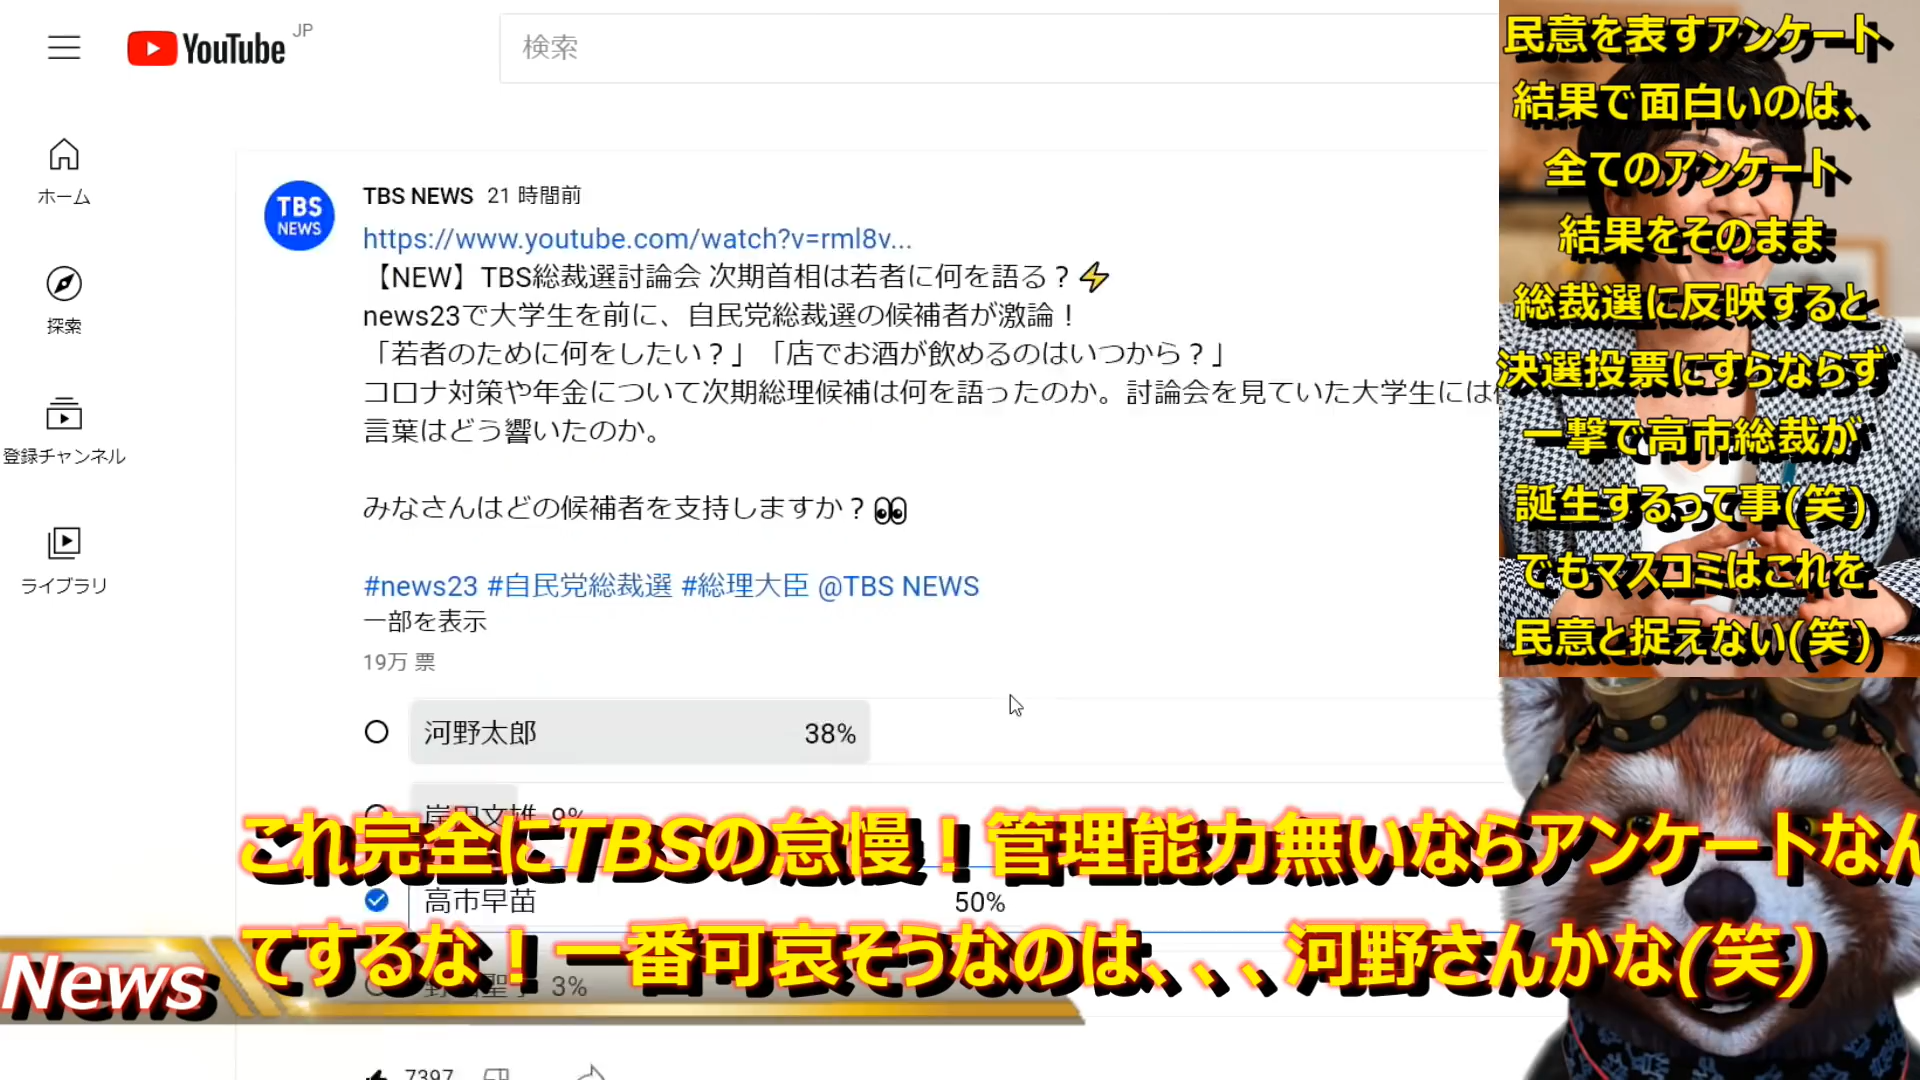 YouTube JP
検索
ホーム
探索
登録チャンネル
ライブラリ
TBS NEWS
TBS NEWS 21 時間前
https://www.youtube.com/watch?v=rml8v...
【NEW】TBS総裁選討論会 次期首相は若者に何を語る？⚡
news23で大学生を前に、自民党総裁選の候補者が激論！
「若者のために何をしたい？」「店でお酒が飲めるのはいつから？」
コロナ対策や年金について次期総理候補は何を語ったのか。討論会を見ていた大学生には
言葉はどう響いたのか。
みなさんはどの候補者を支持しますか？👀
#news23 #自民党総裁選 #総理大臣 @TBS NEWS
一部を表示
19万 票
河野太郎 38%
岸田文雄 9%
高市早苗 50%
3%
7397
民意を表すアンケート
結果で面白いのは、
全てのアンケート
結果をそのまま
総裁選に反映すると
決選投票にすらならず
一撃で高市総裁が
誕生するって事(笑)
でもマスコミはこれを
民意と捉えない(笑)
これ完全にTBSの怠慢！管理能力無いならアンケートなん
てするな！一番可哀そうなのは、、、河野さんかな(笑)
News